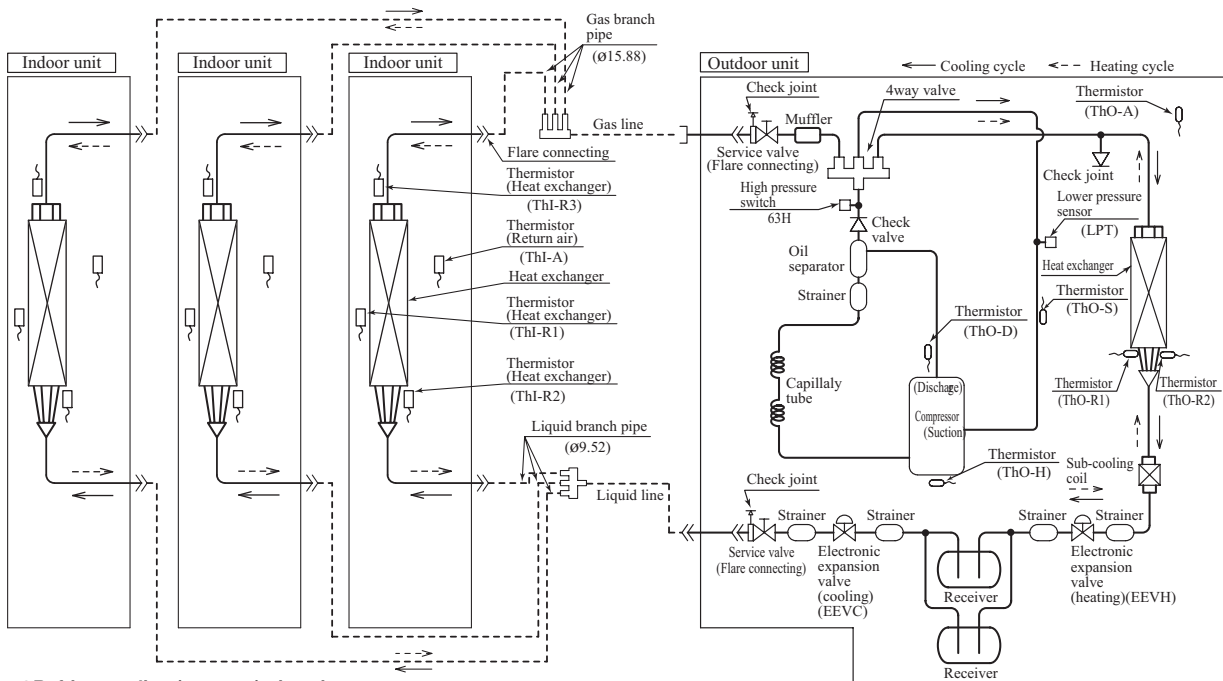 Gas branch
pipe
(ø15.88)
Indoor unit
Indoor unit
Indoor unit
Outdoor unit
Cooling cycle
Heating cycle
Check joint
4way valve
Thermistor
(ThO-A)
Muffler
Gas line
Service valve
(Flare connecting)
Flare connecting
Check joint
Thermistor
(Heat exchanger)
(ThI-R3)
High pressure
switch
63H
Lower pressure
sensor
(LPT)
Check
valve
Thermistor
(Return air)
(ThI-A)
Oil
separator
Heat exchanger
Heat exchanger
Strainer
Thermistor
(ThO-S)
Thermistor
(Heat exchanger)
(ThI-R1)
Thermistor
(ThO-D)
Thermistor
(Heat exchanger)
(ThI-R2)
Capillaly
tube
(Dischage)
Compressor
(Suction)
Thermistor
(ThO-R1)
Thermistor
(ThO-R2)
Liquid branch pipe
(ø9.52)
Thermistor
(ThO-H)
Sub-cooling
coil
Liquid line
Check joint
Strainer
Strainer
Strainer
Strainer
Service valve
(Flare connecting)
Electronic
expansion
valve
(cooling)
(EEVC)
Receiver
Electronic
expansion
valve
(heating)(EEVH)
Receiver